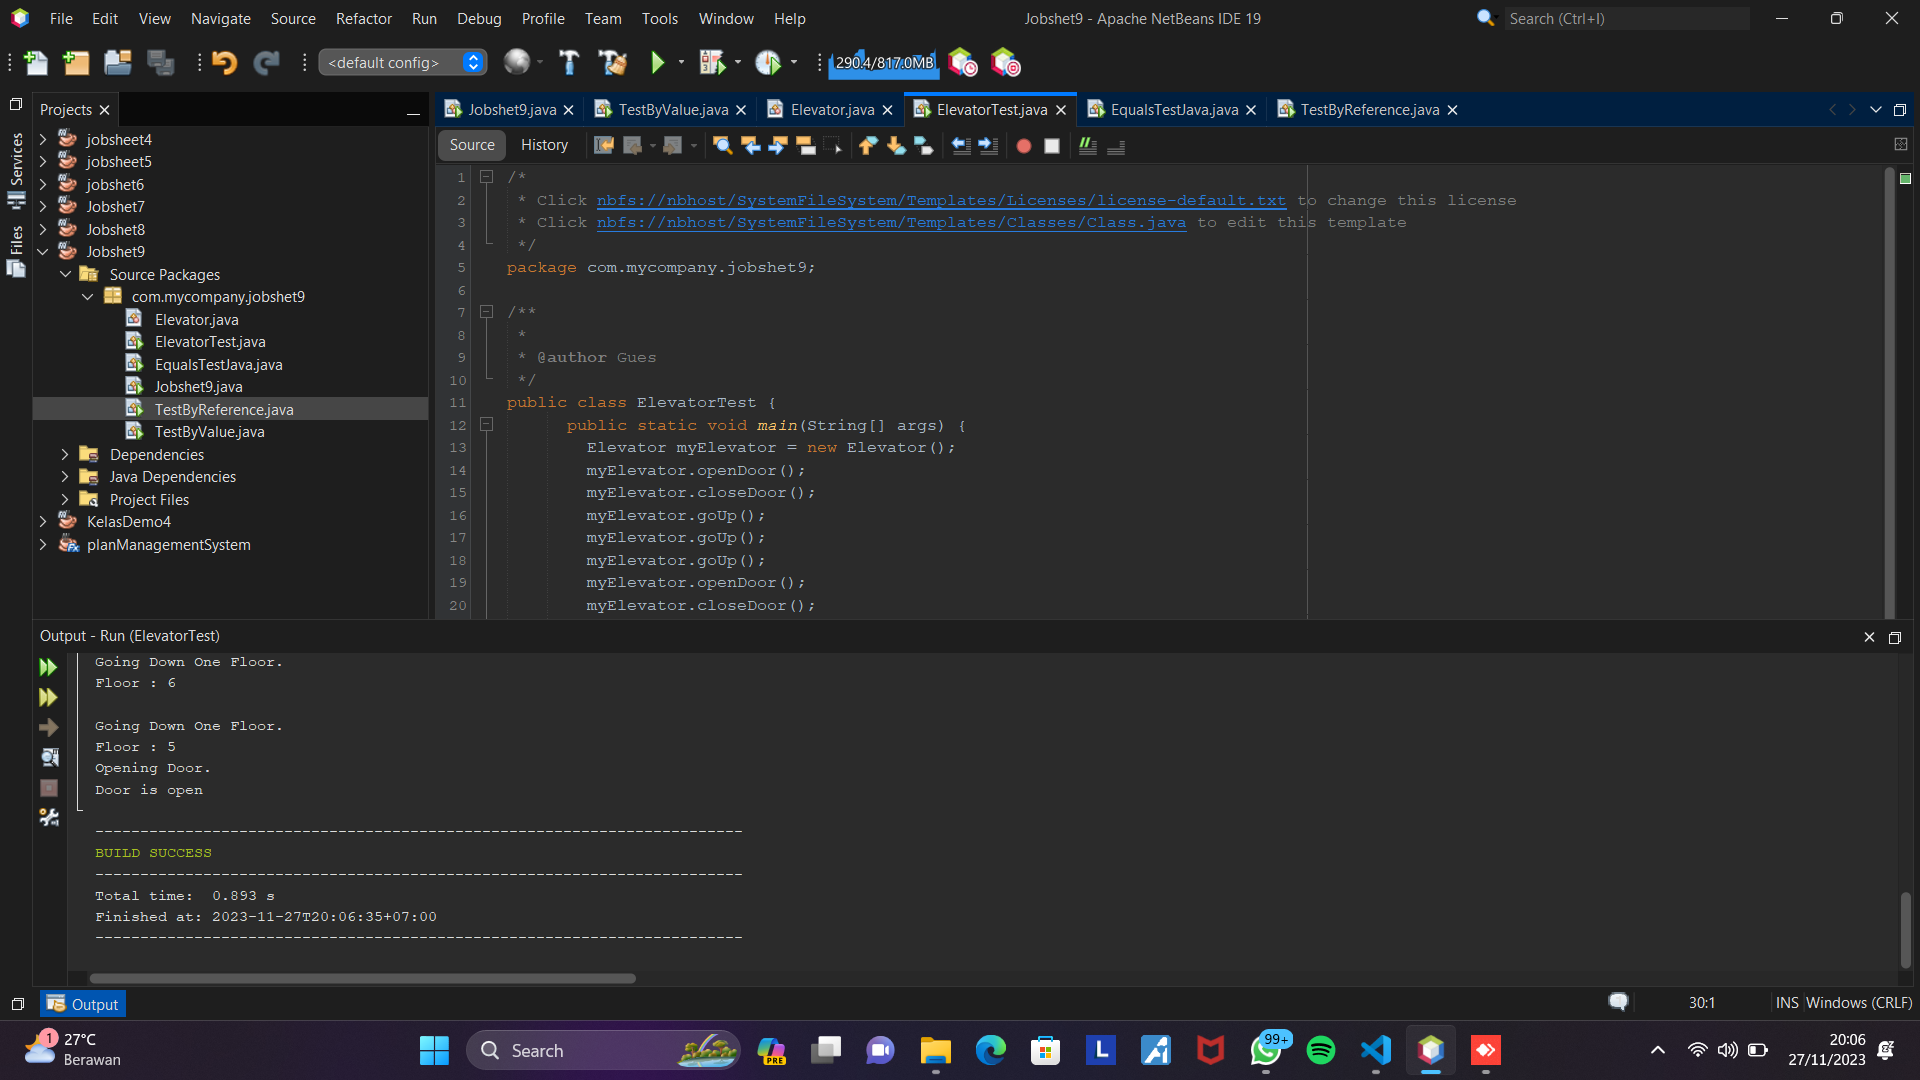 File Edit View Navigate Source Refactor Run Debug Profile Team Tools Window Help
Jobshet9 - Apache NetBeans IDE 19
Search (Ctrl+I)
<default config>
290.4/817.0MB
Services
Files
Projects
jobsheet4
jobsheet5
jobshet6
Jobshet7
Jobshet8
Jobshet9
Source Packages
com.mycompany.jobshet9
Elevator.java
ElevatorTest.java
EqualsTestJava.java
Jobshet9.java
TestByReference.java
TestByValue.java
Dependencies
Java Dependencies
Project Files
KelasDemo4
planManagementSystem
Jobshet9.java TestByValue.java Elevator.java ElevatorTest.java EqualsTestJava.java TestByReference.java
Source History
1 /*
2 * Click nbfs://nbhost/SystemFileSystem/Templates/Licenses/license-default.txt to change this license
3 * Click nbfs://nbhost/SystemFileSystem/Templates/Classes/Class.java to edit this template
4 */
5 package com.mycompany.jobshet9;
6
7 /**
8 *
9 * @author Gues
10 */
11 public class ElevatorTest {
12 public static void main(String[] args) {
13 Elevator myElevator = new Elevator();
14 myElevator.openDoor();
15 myElevator.closeDoor();
16 myElevator.goUp();
17 myElevator.goUp();
18 myElevator.goUp();
19 myElevator.openDoor();
20 myElevator.closeDoor();
Output - Run (ElevatorTest)
Going Down One Floor.
Floor : 6
Going Down One Floor.
Floor : 5
Opening Door.
Door is open
------------------------------------------------------------------------
BUILD SUCCESS
------------------------------------------------------------------------
Total time:  0.893 s
Finished at: 2023-11-27T20:06:35+07:00
------------------------------------------------------------------------
Output
30:1 INS Windows (CRLF)
1
27°C
Berawan
Search
PRE
L
99+
20:06
27/11/2023